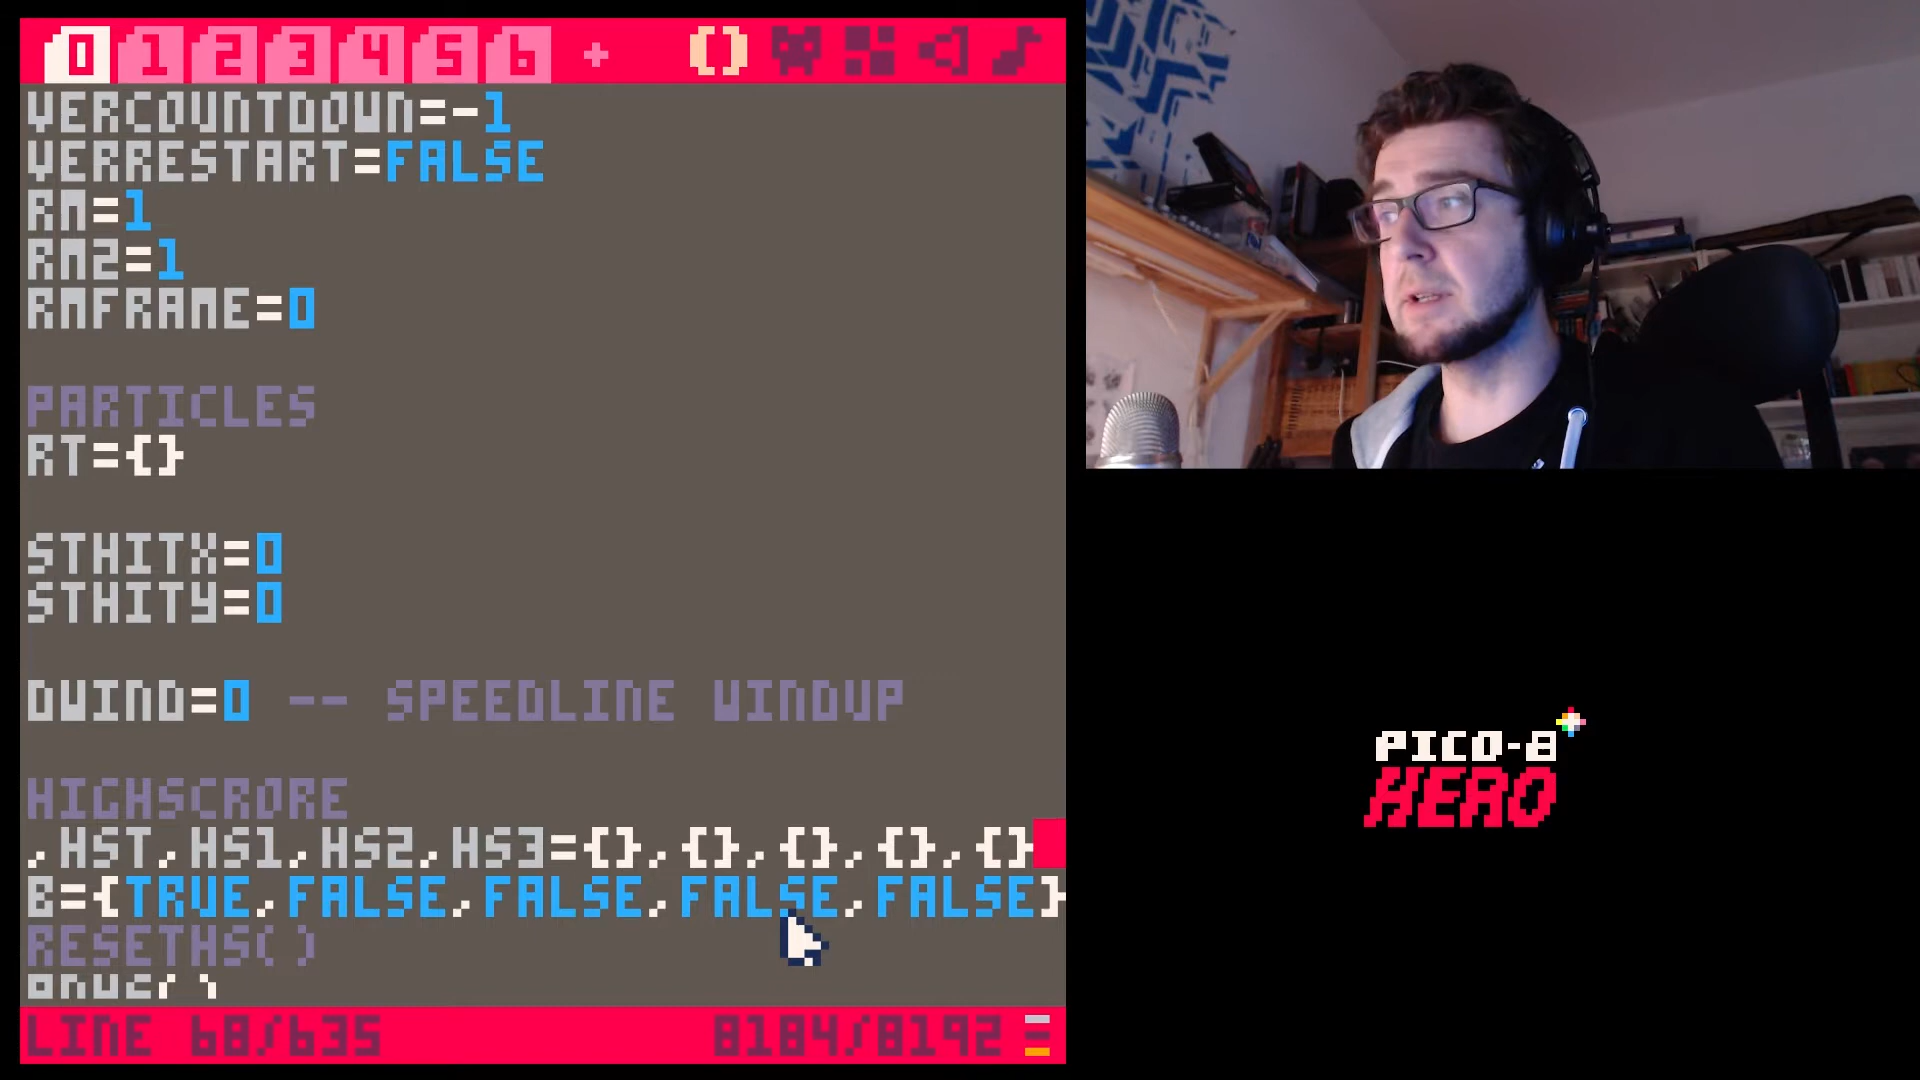 0 1 2 3 4 5 6 +
VERCOUNTDOWN=-1
VERRESTART=FALSE
RM=1
RM2=1
RMFRAME=0
PARTICLES
RT={}
STHITX=0
STHITY=0
DWIND=0 -- SPEEDLINE WINDUP
HIGHSCRORE
,HST,HS1,HS2,HS3={},{},{},{},{}
B={TRUE,FALSE,FALSE,FALSE,FALSE}
RESETHS()
LINE 68/635 8184/8192
PICO-8
HERO